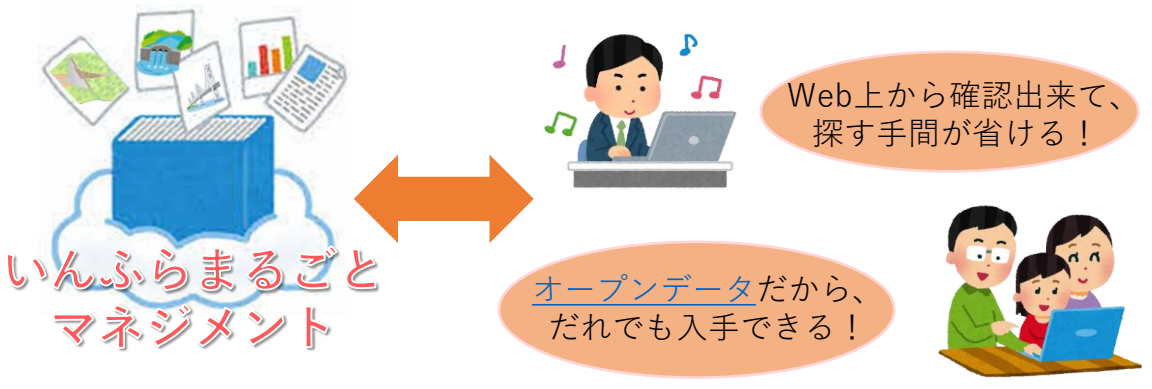 いんふらまるごと
マネジメント
Web上から確認出来て、
探す手間が省ける！
オープンデータだから、
だれでも入手できる！